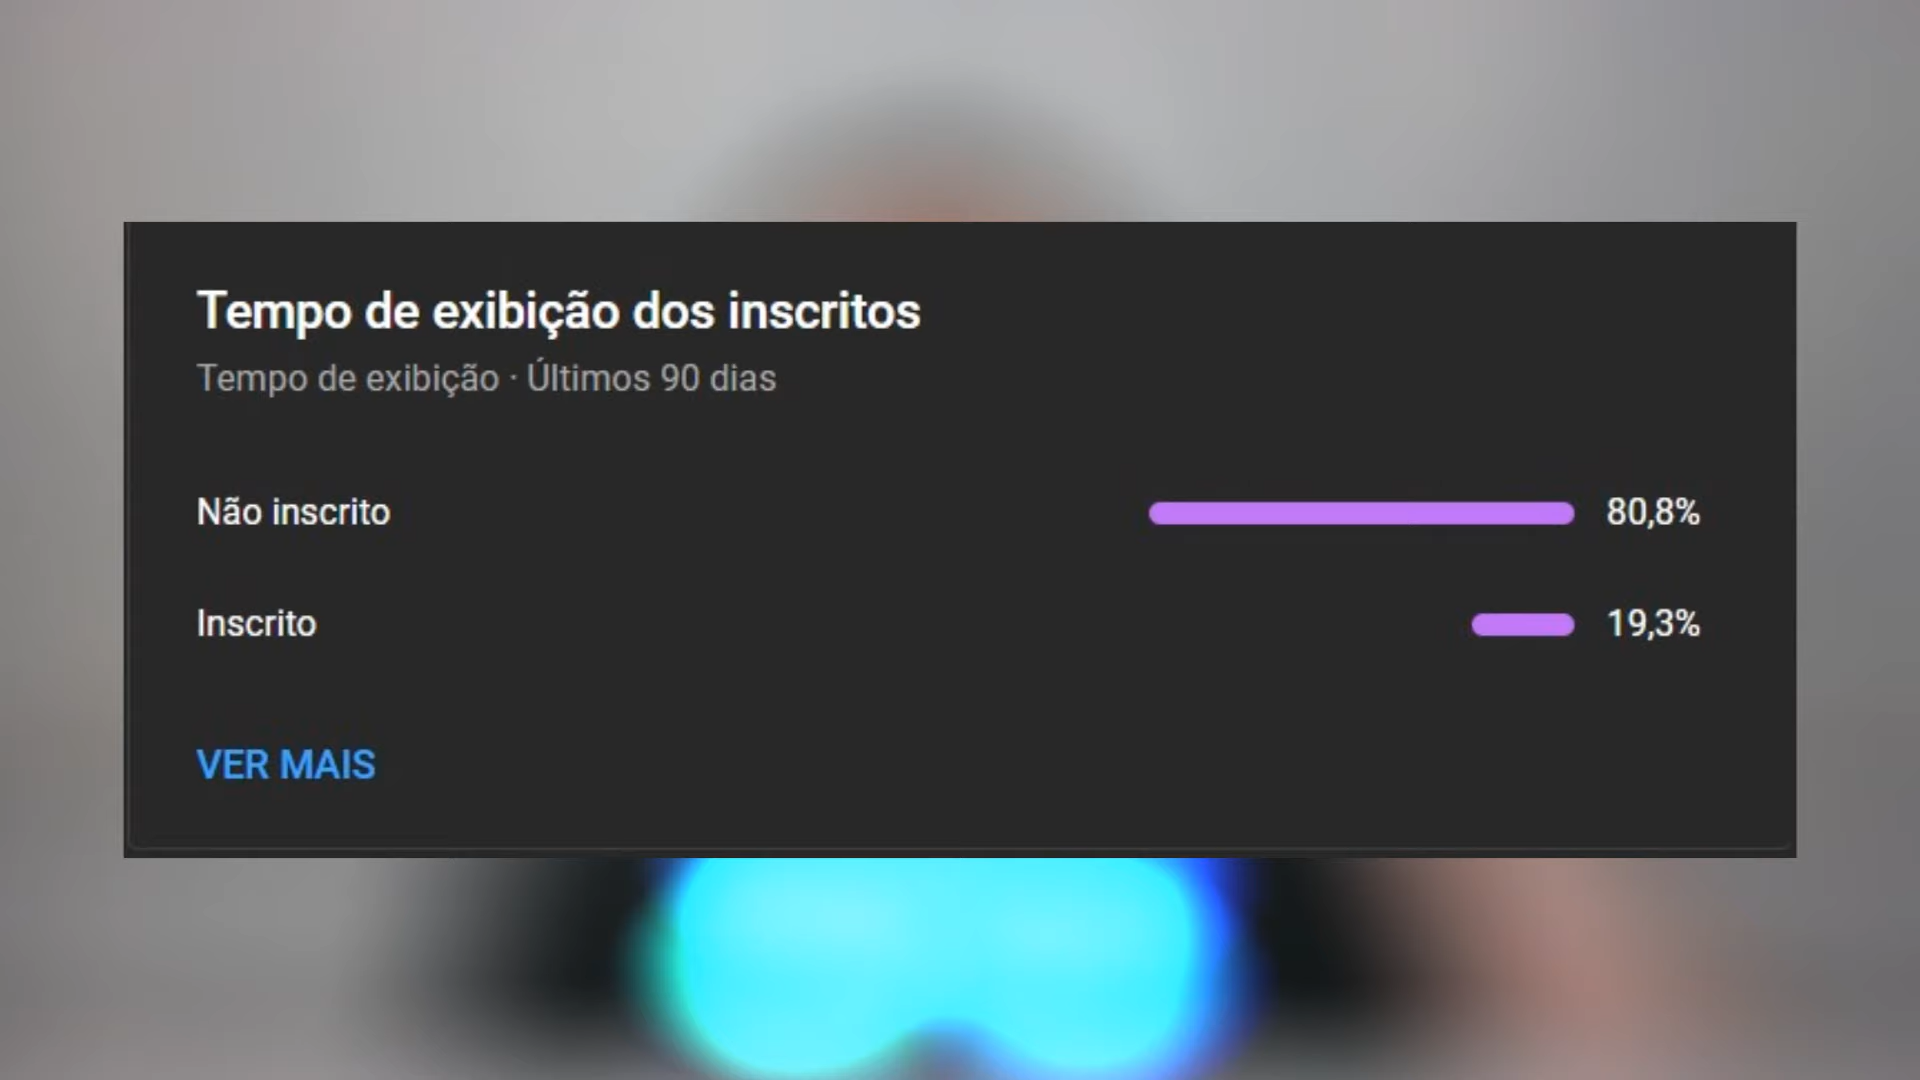 Tempo de exibição dos inscritos
Tempo de exibição · Últimos 90 dias
Não inscrito 80,8%
Inscrito 19,3%
VER MAIS